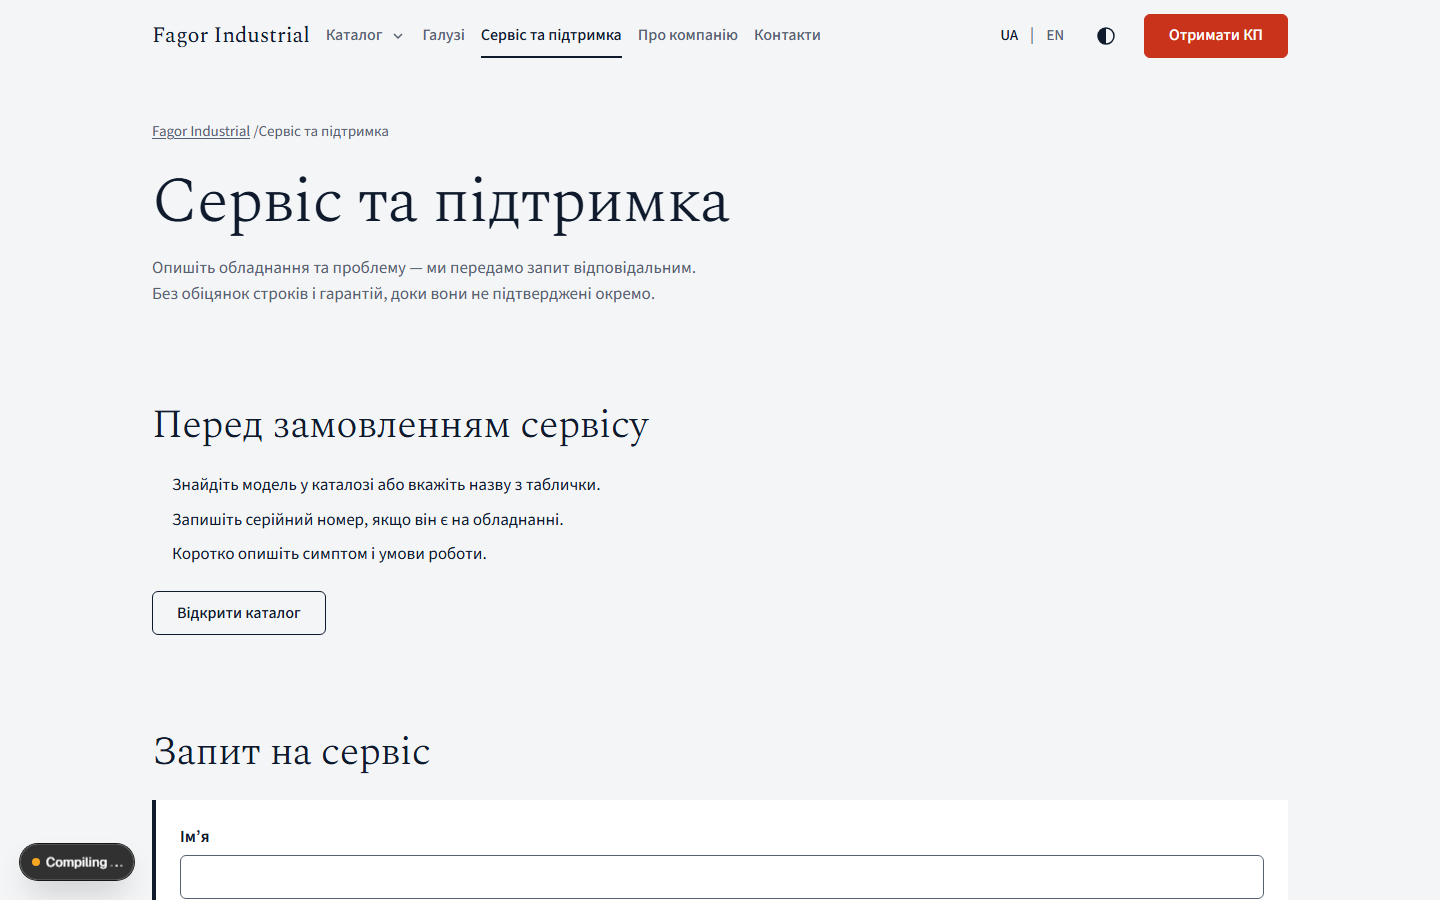 Fagor Industrial Каталог Галузі Сервіс та підтримка Про компанію Контакти UA | EN Отримати КП
Fagor Industrial /Сервіс та підтримка
Сервіс та підтримка
Опишіть обладнання та проблему — ми передамо запит відповідальним.
Без обіцянок строків і гарантій, доки вони не підтверджені окремо.
Перед замовленням сервісу
Знайдіть модель у каталозі або вкажіть назву з таблички.
Запишіть серійний номер, якщо він є на обладнанні.
Коротко опишіть симптом і умови роботи.
Відкрити каталог
Запит на сервіс
Ім’я
Compiling ...